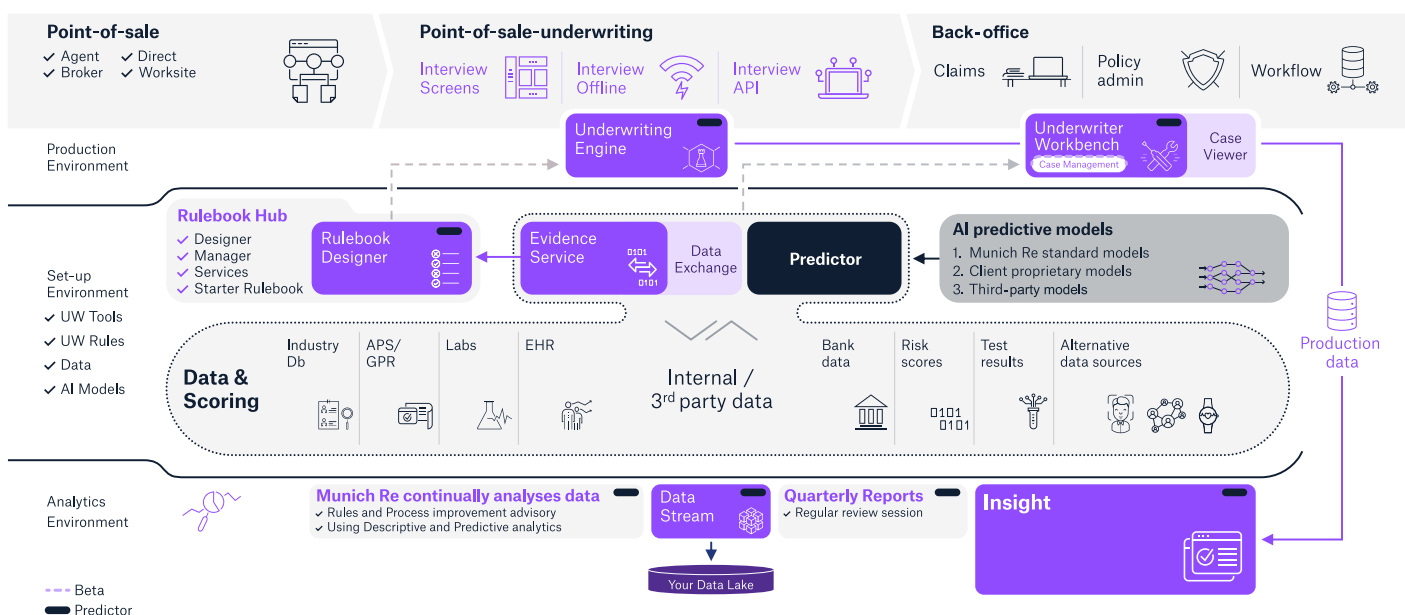 Point-of-sale
✓ Agent ✓ Direct
✓ Broker ✓ Worksite
Point-of-sale-underwriting
Interview
Screens
Interview
Offline
Interview
API
Back-office
Claims
Policy
admin
Workflow
Production
Environment
Underwriting
Engine
Underwriter
Workbench
Case Management
Case
Viewer
Set-up
Environment
✓ UW Tools
✓ UW Rules
✓ Data
✓ AI Models
Rulebook Hub
✓ Designer
✓ Manager
✓ Services
✓ Starter Rulebook
Rulebook
Designer
Evidence
Service
0101
0101
Data
Exchange
Predictor
AI predictive models
1. Munich Re standard models
2. Client proprietary models
3. Third-party models
Production
data
Data &
Scoring
Industry
Db
APS/
GPR
Labs
EHR
Internal /
3rd party data
Bank
data
Risk
scores
0101
0101
Test
results
Alternative
data sources
Analytics
Environment
Munich Re continually analyses data
✓ Rules and Process improvement advisory
✓ Using Descriptive and Predictive analytics
Data
Stream
Your Data Lake
Quarterly Reports
✓ Regular review session
Insight
Beta
Predictor